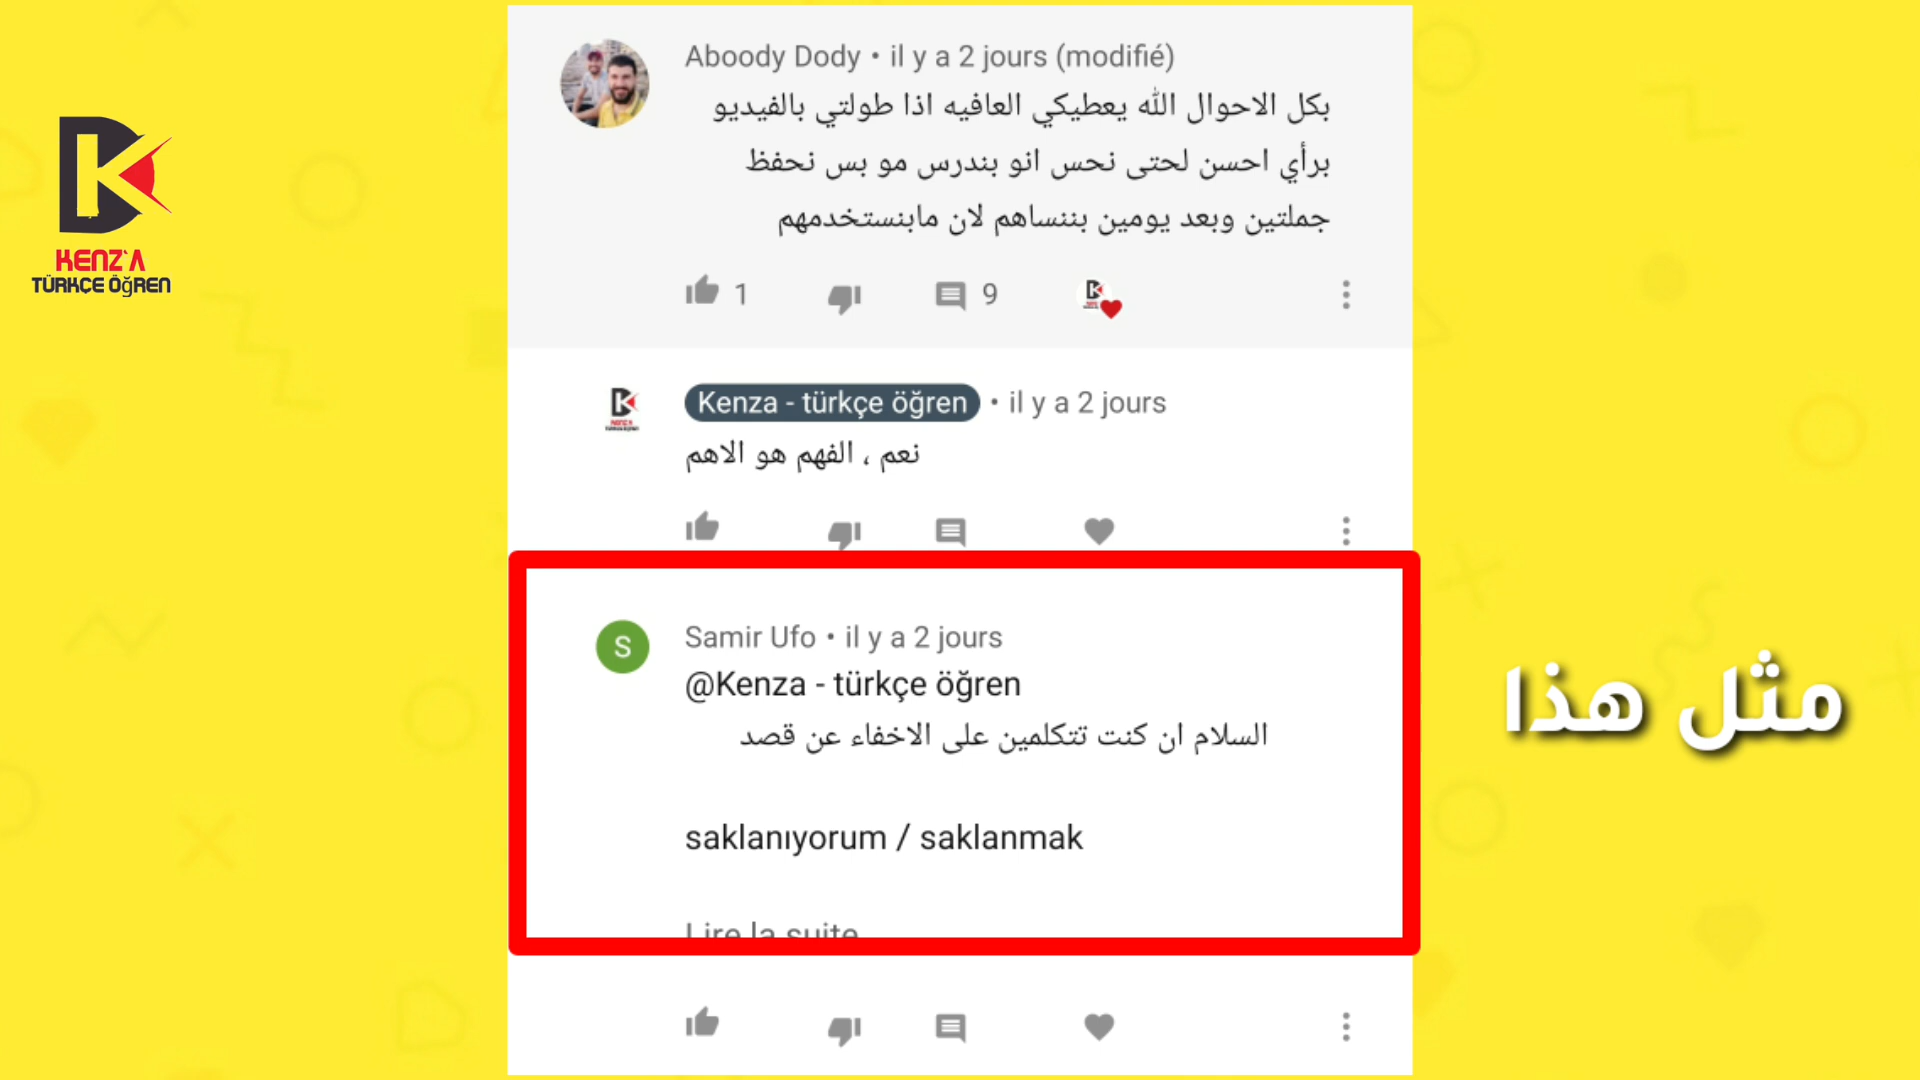 KENZ'A
TÜRKÇE ÖğREN
Aboody Dody • il y a 2 jours (modifié)
بكل الاحوال الله يعطيكي العافيه اذا طولتي بالفيديو
برأي احسن لحتى نحس انو بندرس مو بس نحفظ
جملتين وبعد يومين بننساهم لان مابنستخدمهم
1
9
Kenza - türkçe öğren • il y a 2 jours
نعم ، الفهم هو الاهم
S
Samir Ufo • il y a 2 jours
@Kenza - türkçe öğren
السلام ان كنت تتكلمين على الاخفاء عن قصد
saklanıyorum / saklanmak
Lire la suite
مثل هذا